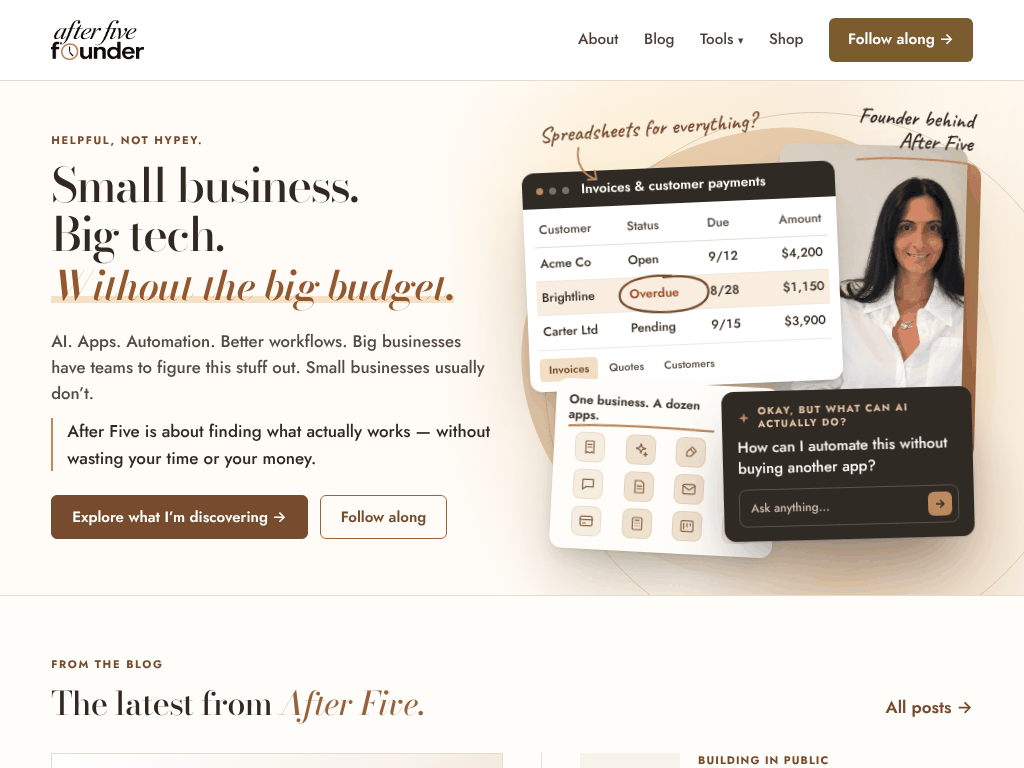 after five
founder
About
Blog
Tools ▾
Shop
Follow along →
HELPFUL, NOT HYPEY.
Small business.
Big tech.
Without the big budget.
AI. Apps. Automation. Better workflows. Big businesses
have teams to figure this stuff out. Small businesses usually
don’t.
After Five is about finding what actually works — without
wasting your time or your money.
Explore what I’m discovering →
Follow along
Spreadsheets for everything?
Founder behind
After Five
Invoices & customer payments
Customer Status Due Amount
Acme Co Open 9/12 $4,200
Brightline Overdue 8/28 $1,150
Carter Ltd Pending 9/15 $3,900
Invoices Quotes Customers
One business. A dozen
apps.
OKAY, BUT WHAT CAN AI
ACTUALLY DO?
How can I automate this without
buying another app?
Ask anything...
→
FROM THE BLOG
The latest from After Five.
All posts →
BUILDING IN PUBLIC